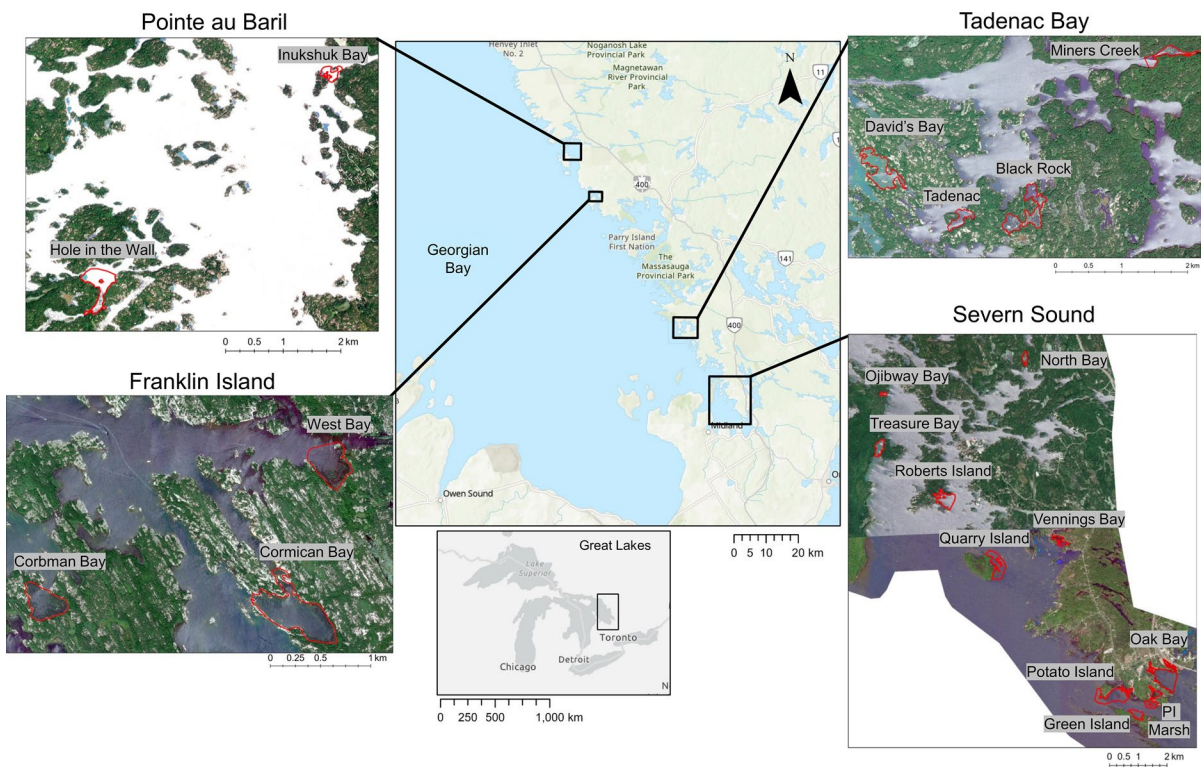 Pointe au Baril
Inukshuk Bay
Hole in the Wall
0 0.5 1 2 km
Franklin Island
West Bay
Cormican Bay
Corbman Bay
0 0.25 0.5 1 km
Henvey Inlet
No. 2
Noganosh Lake
Provincial Park
Magnetawan
River Provincial
Park
N
11
400
Georgian
Bay
Parry Island
First Nation
The
Massasauga
Provincial Park
141
400
Midland
Owen Sound
0 5 10 20 km
Great Lakes
Lake
Superior
Toronto
Detroit
Chicago
N
0 250 500 1,000 km
Tadenac Bay
Miners Creek
David's Bay
Black Rock
Tadenac
0 0.5 1 2 km
Severn Sound
North Bay
Ojibway Bay
Treasure Bay
Roberts Island
Vennings Bay
Quarry Island
Oak Bay
Potato Island
Green Island
PI
Marsh
0 0.5 1 2 km